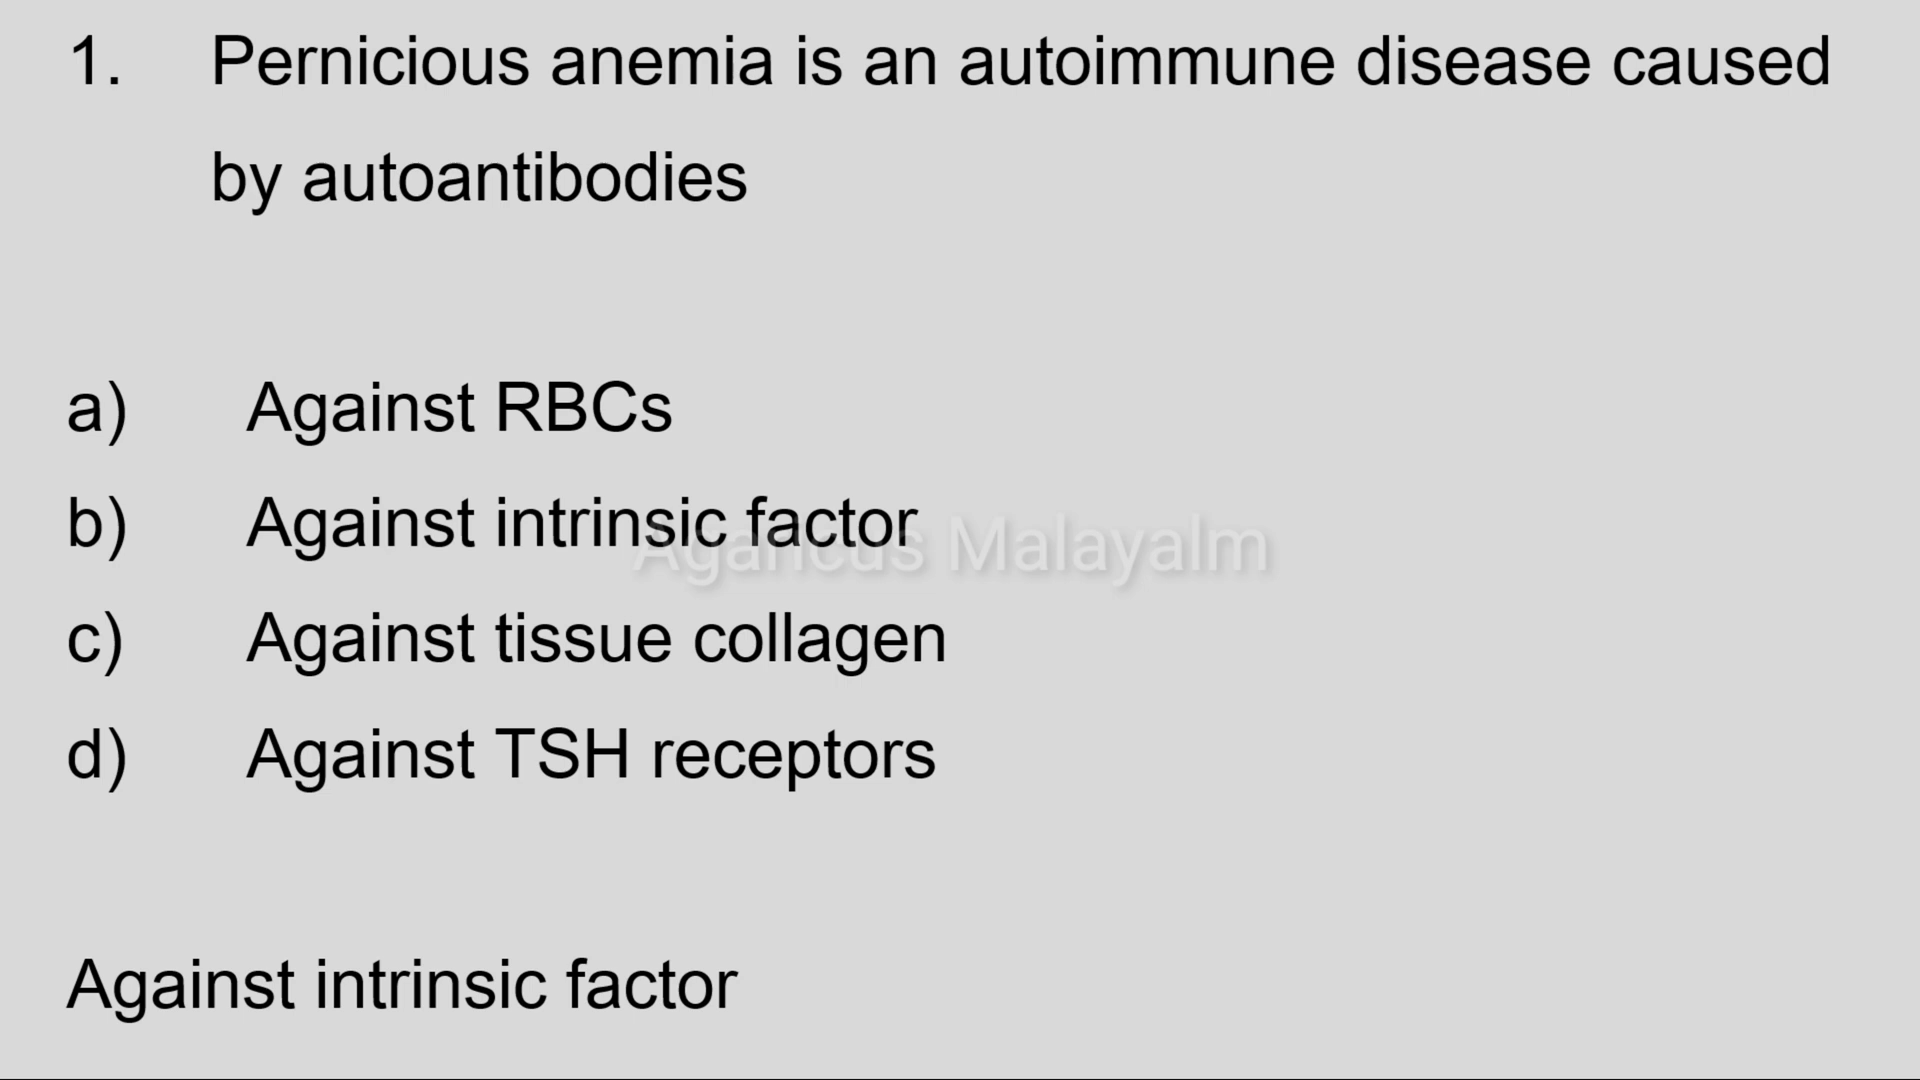 1. Pernicious anemia is an autoimmune disease caused
by autoantibodies
a) Against RBCs
b) Against intrinsic factor
Agaricus Malayalm
c) Against tissue collagen
d) Against TSH receptors
Against intrinsic factor